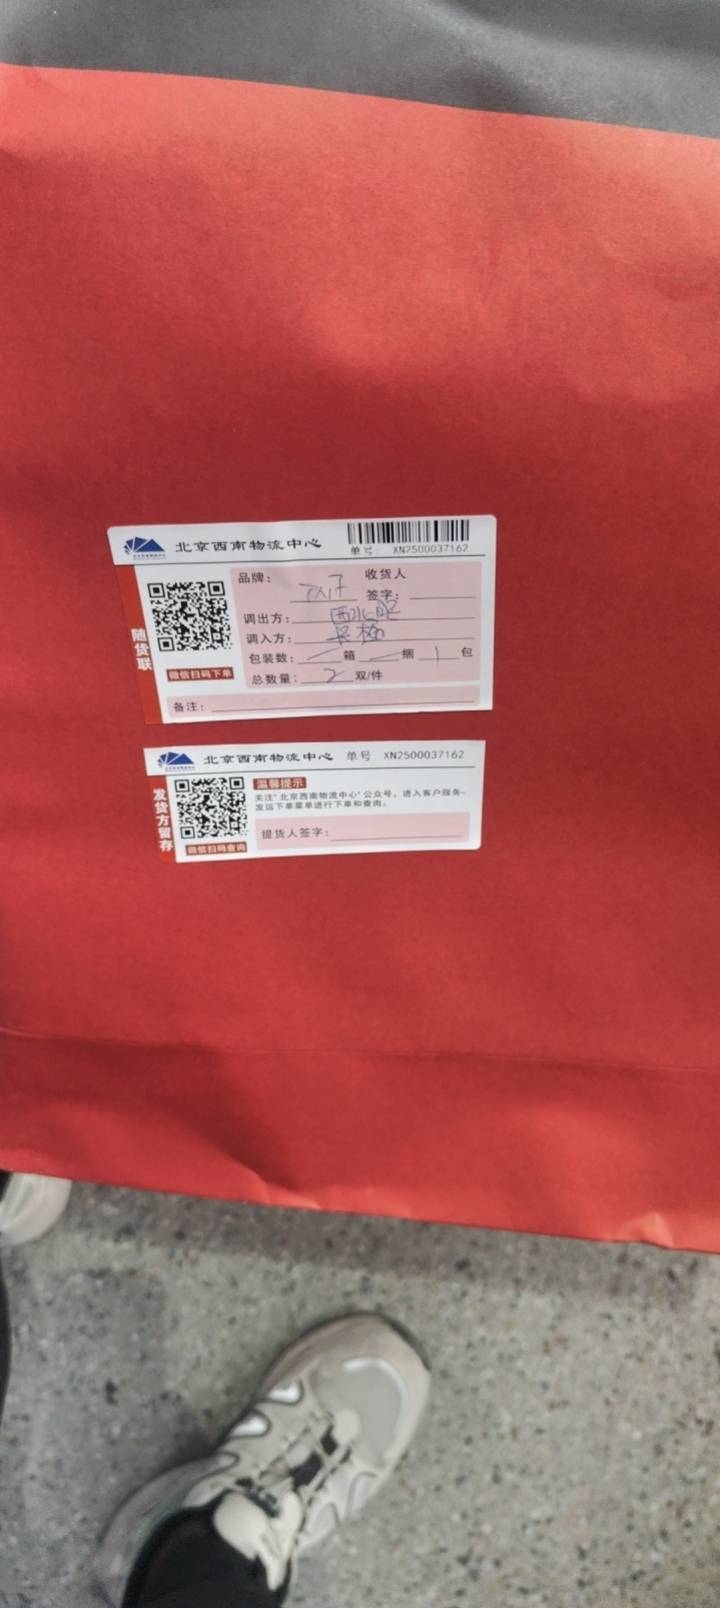 北京西南物流中心
单号: XN2500037162
随货联
微信扫码下单
品牌:
收货人
签字:
调出方:
调入方:
包装数: 箱 捆 1 包
总数量: 2 双/件
备注:
北京西南物流中心 单号 XN2500037162
发货方留存
微信扫码查询
温馨提示
关注"北京西南物流中心"公众号，进入客户服务-
发运下单菜单进行下单和查询。
提货人签字: